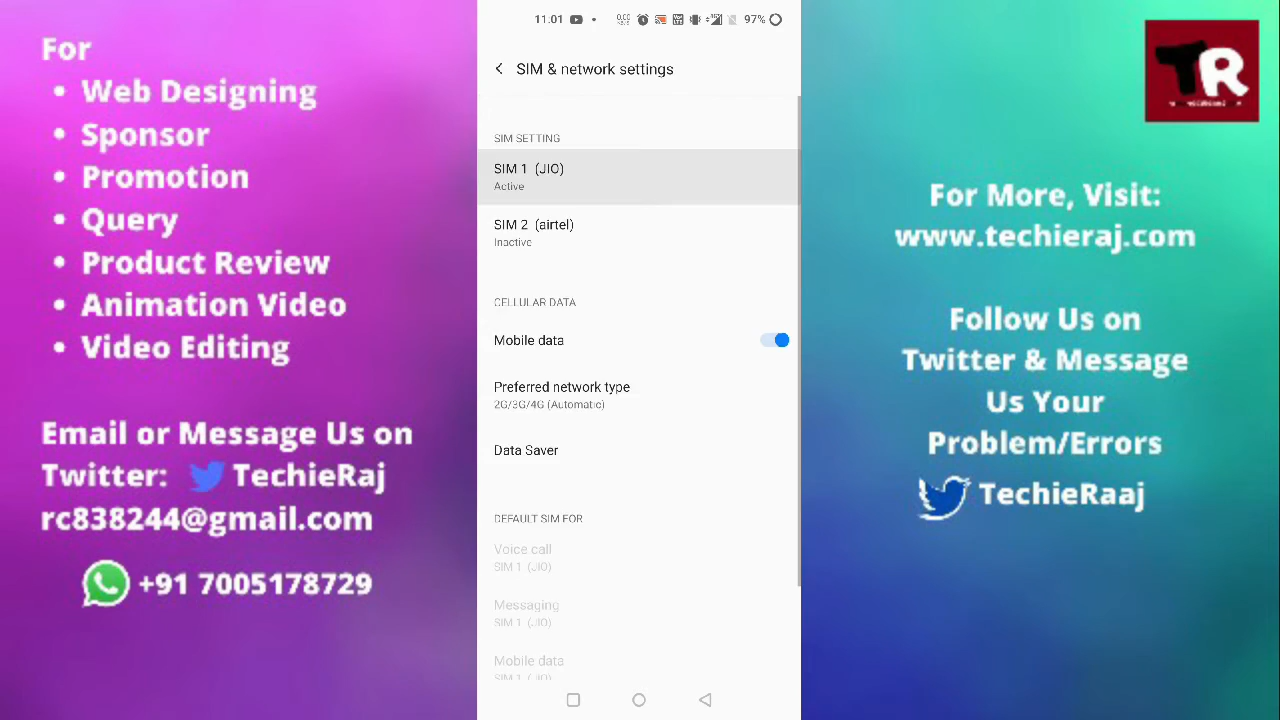 For
• Web Designing
• Sponsor
• Promotion
• Query
• Product Review
• Animation Video
• Video Editing
Email or Message Us on
Twitter: TechieRaj
rc838244@gmail.com
+91 7005178729
11.01
97%
SIM & network settings
SIM SETTING
SIM 1 (JIO)
Active
SIM 2 (airtel)
Inactive
CELLULAR DATA
Mobile data
Preferred network type
2G/3G/4G (Automatic)
Data Saver
DEFAULT SIM FOR
Voice call
SIM 1 (JIO)
Messaging
SIM 1 (JIO)
Mobile data
SIM 1 (JIO)
TR
For More, Visit:
www.techieraj.com
Follow Us on
Twitter & Message
Us Your
Problem/Errors
TechieRaaj